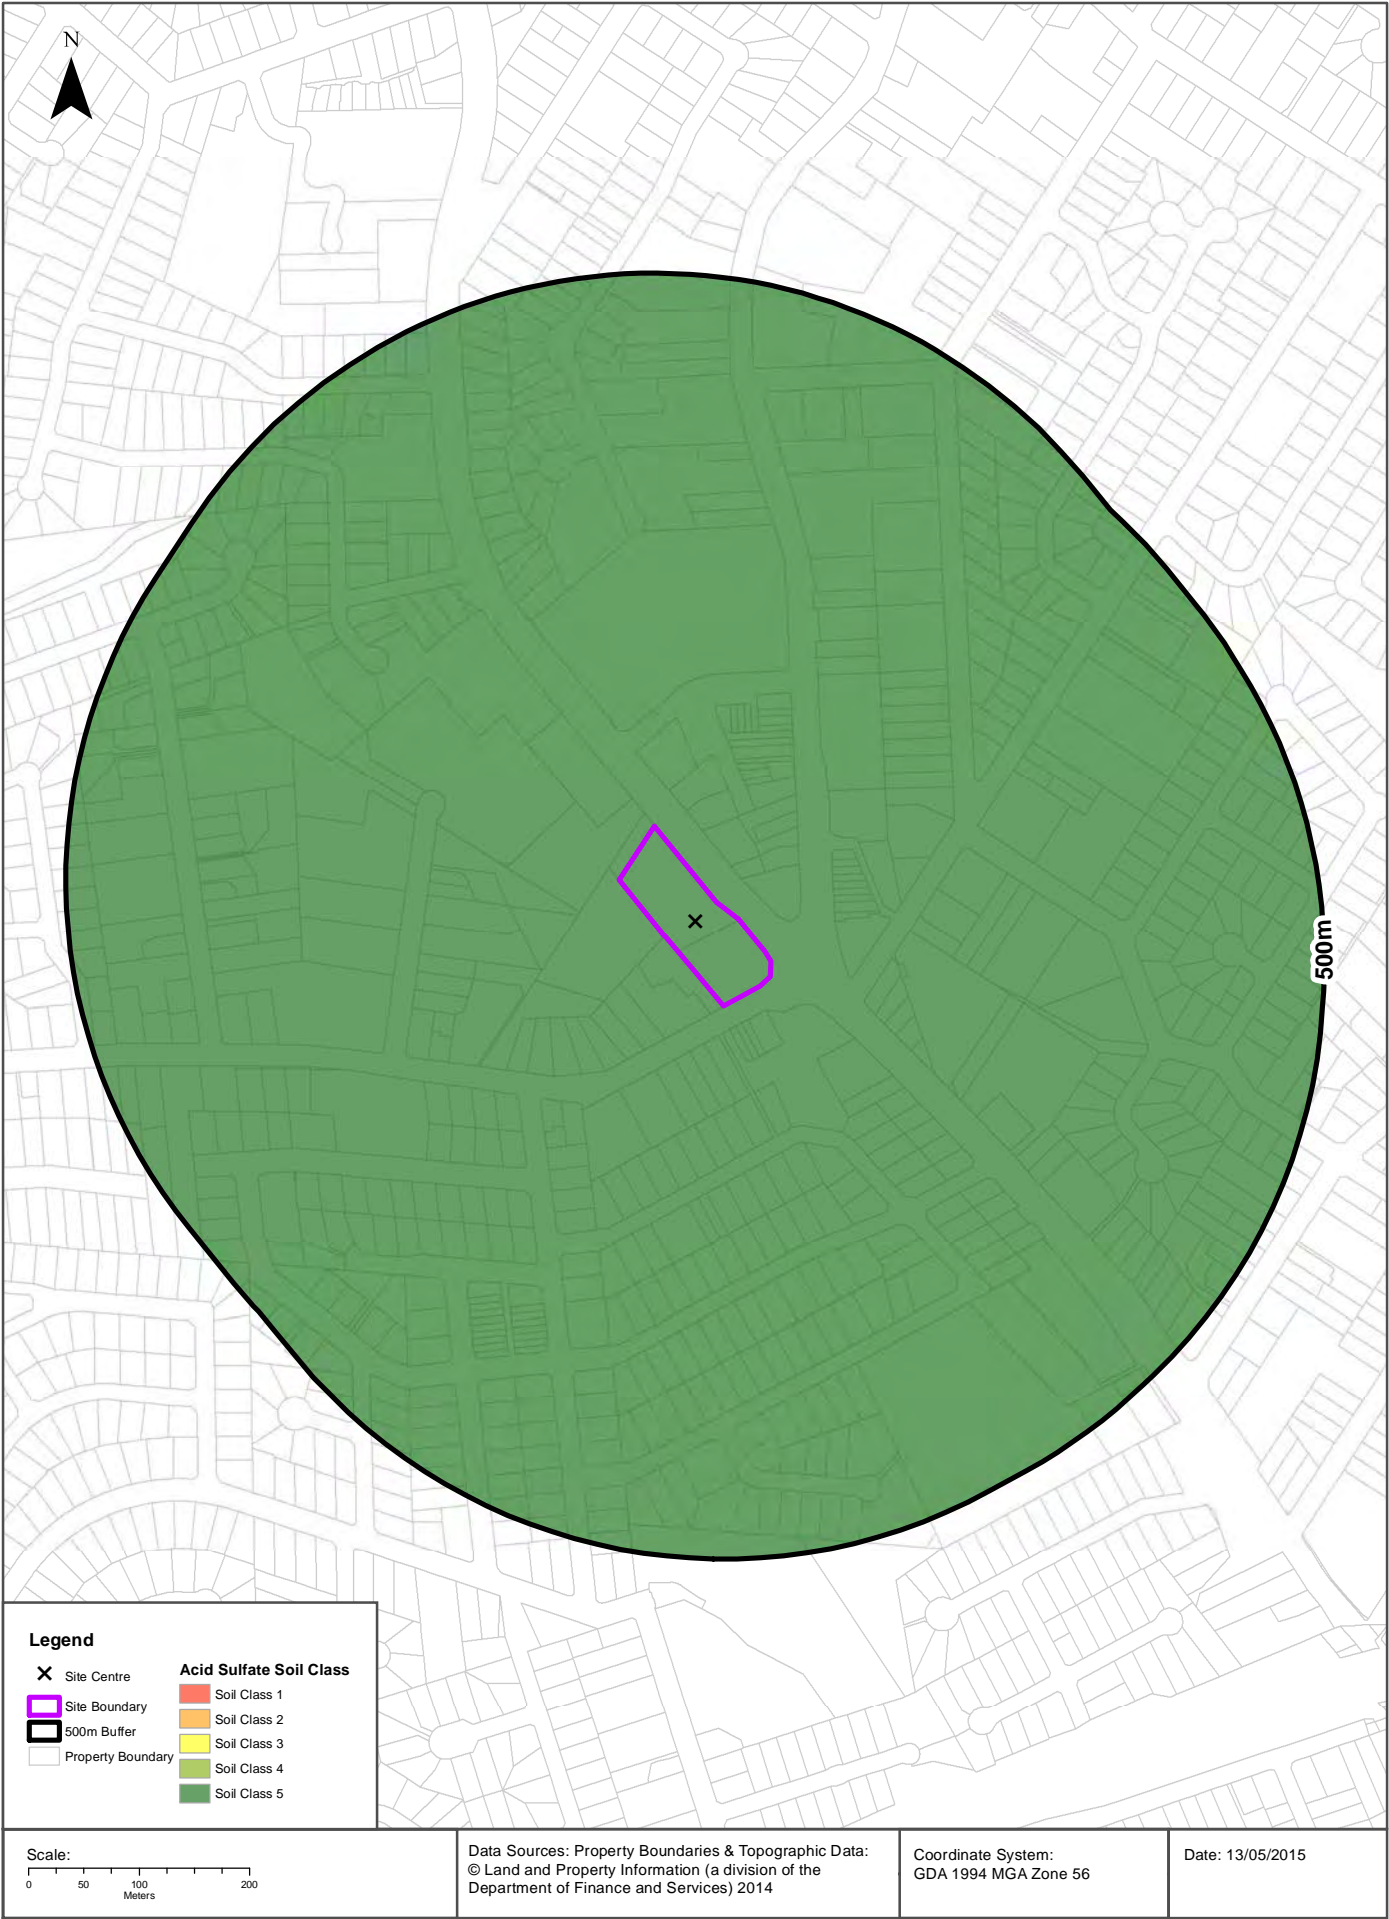 N
500m
Legend
Site Centre
Site Boundary
500m Buffer
Property Boundary
Acid Sulfate Soil Class
Soil Class 1
Soil Class 2
Soil Class 3
Soil Class 4
Soil Class 5
Scale:
0 50 100 200
Meters
Data Sources: Property Boundaries & Topographic Data:
© Land and Property Information (a division of the
Department of Finance and Services) 2014
Coordinate System:
GDA 1994 MGA Zone 56
Date: 13/05/2015